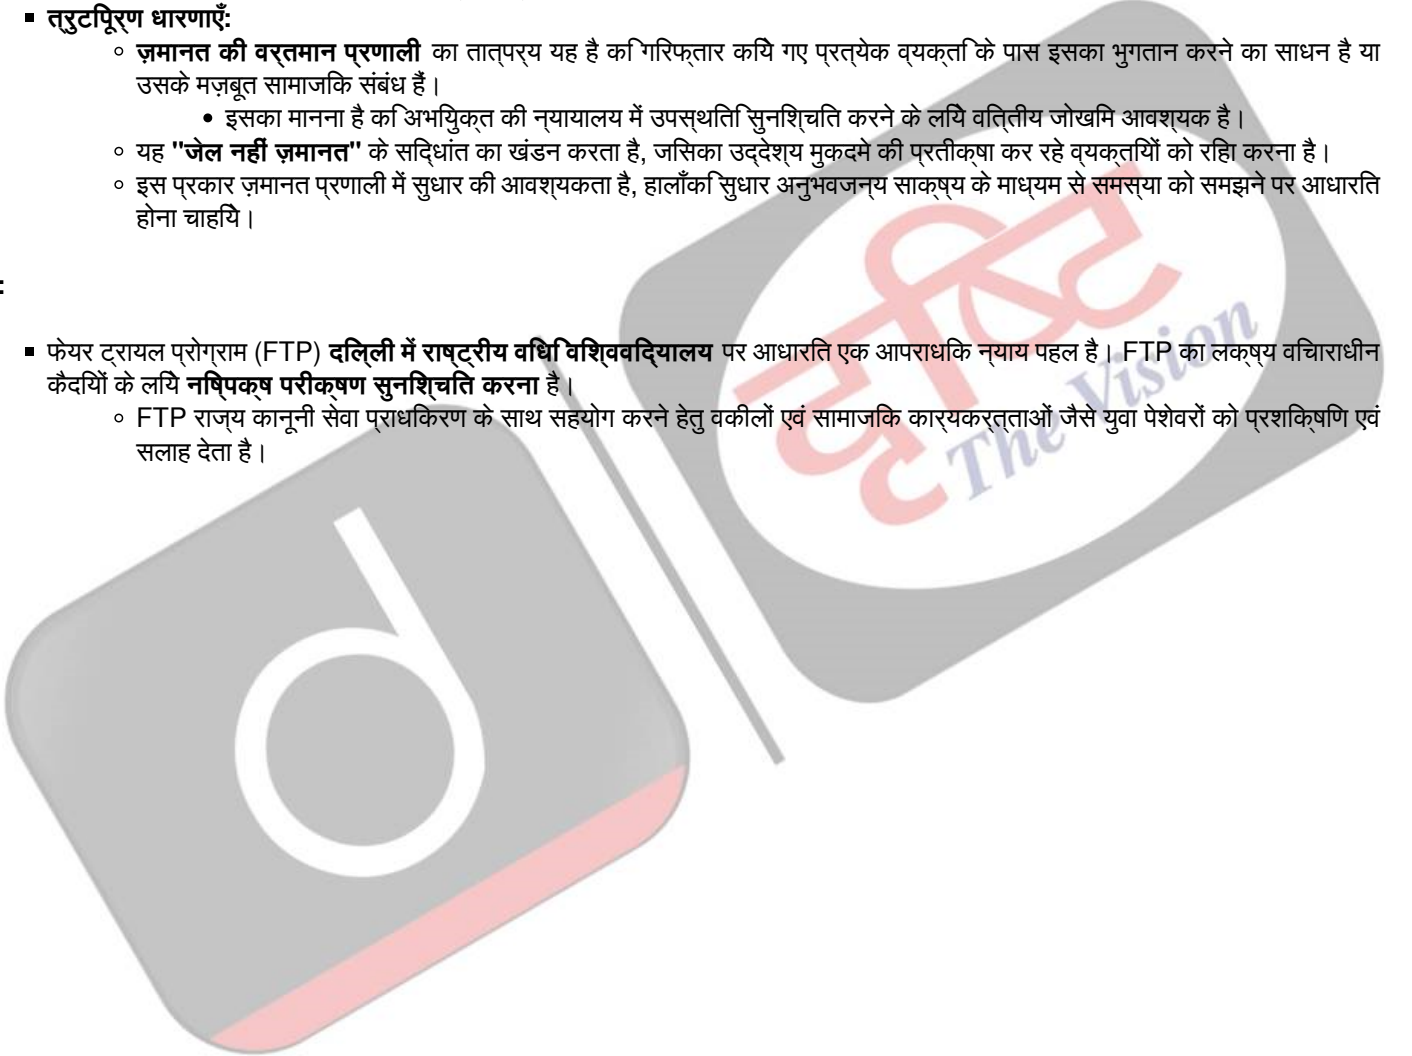 त्रुटिपूर्ण धारणाएँ:
ज़मानत की वर्तमान प्रणाली का तात्पर्य यह है कि गिरफ्तार किये गए प्रत्येक व्यक्ति के पास इसका भुगतान करने का साधन है या
उसके मज़बूत सामाजिक संबंध हैं।
इसका मानना है कि अभियुक्त की न्यायालय में उपस्थिति सुनिश्चित करने के लिये वित्तीय जोखिम आवश्यक है।
यह "जेल नहीं ज़मानत" के सिद्धांत का खंडन करता है, जिसका उद्देश्य मुकदमे की प्रतीक्षा कर रहे व्यक्तियों को रिहा करना है।
इस प्रकार ज़मानत प्रणाली में सुधार की आवश्यकता है, हालाँकि सुधार अनुभवजन्य साक्ष्य के माध्यम से समस्या को समझने पर आधारित
होना चाहिये।
:
फेयर ट्रायल प्रोग्राम (FTP) दिल्ली में राष्ट्रीय विधि विश्वविद्यालय पर आधारित एक आपराधिक न्याय पहल है। FTP का लक्ष्य विचाराधीन
कैदियों के लिये निष्पक्ष परीक्षण सुनिश्चित करना है।
FTP राज्य कानूनी सेवा प्राधिकरण के साथ सहयोग करने हेतु वकीलों एवं सामाजिक कार्यकर्त्ताओं जैसे युवा पेशेवरों को प्रशिक्षण एवं
सलाह देता है।
दृष्टि
The Vision
d